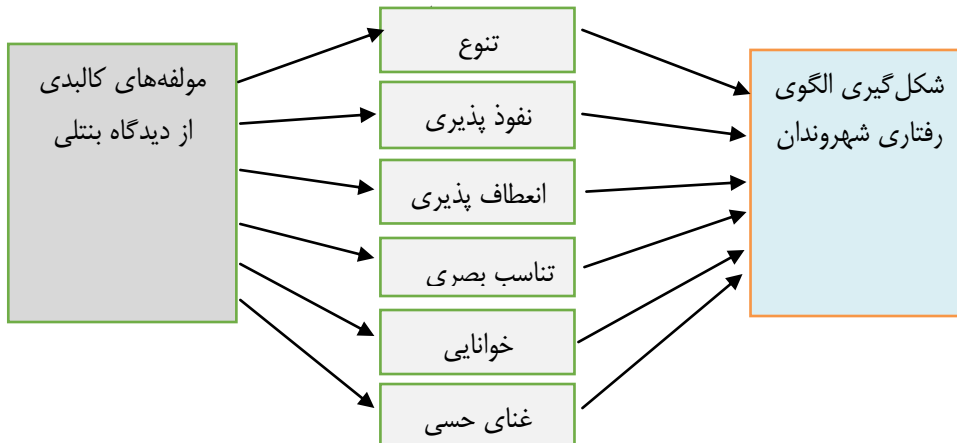 مولفه‌های کالبدی
از دیدگاه بنتلی
تنوع
نفوذ پذیری
انعطاف پذیری
تناسب بصری
خوانایی
غنای حسی
شکل‌گیری الگوی
رفتاری شهروندان